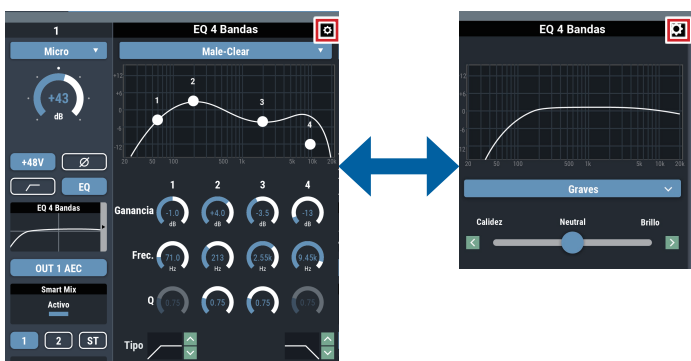 1
EQ 4 Bandas
Micro
Male-Clear
+43
dB
+12
+6
-6
-12
20 50 100 500 1k 5k 10k 20k
1
2
3
4
+48V
EQ
EQ 4 Bandas
OUT 1 AEC
Smart Mix
Activo
1 2 ST
1 2 3 4
Ganancia -1.0 dB +4.0 dB -3.5 dB -13 dB
Frec. 71.0 Hz 213 Hz 2.55k Hz 9.45k Hz
Q 0.75 0.75 0.75 0.75
Tipo
EQ 4 Bandas
+12
+6
-6
-12
20 50 100 500 1k 5k 10k 20k
Graves
Calidez Neutral Brillo